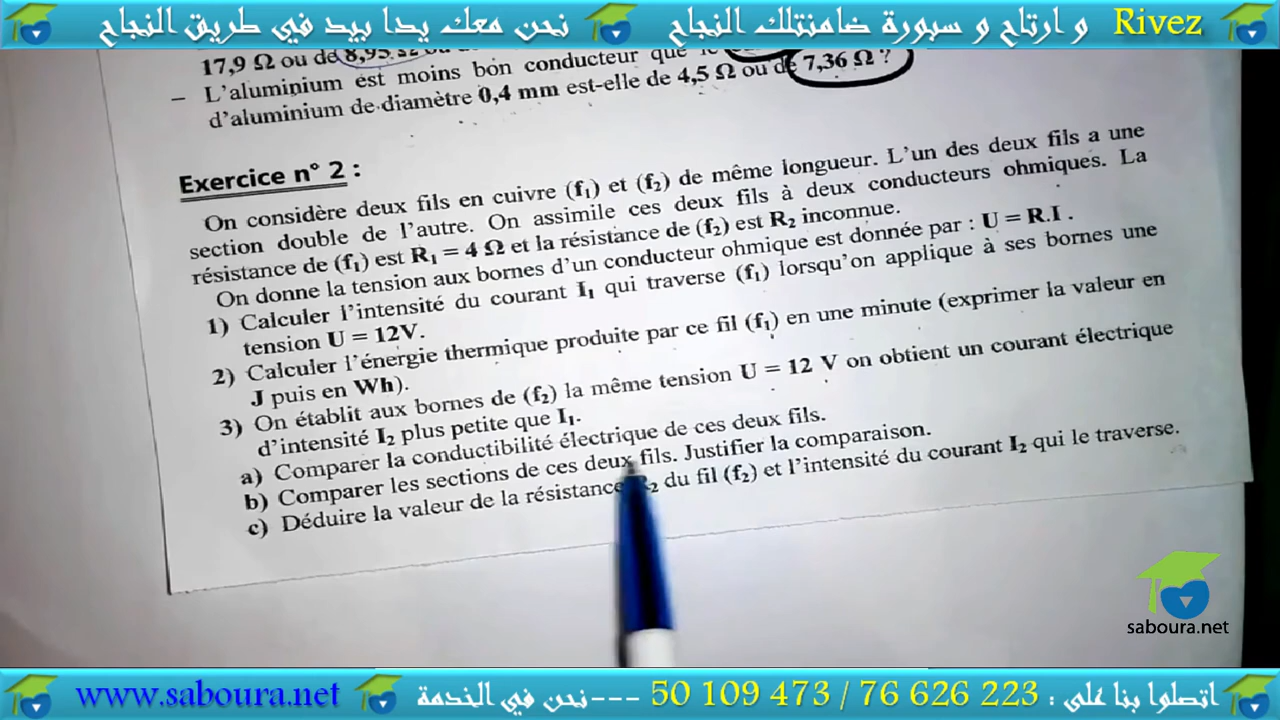 Rivez و ارتاح و سبورة ضامنتلك النجاح نحن معك يدا بيد في طريق النجاح
17,9 Ω ou de 8,95 Ω ou
– L'aluminium est moins bon conducteur que le
d'aluminium de diamètre 0,4 mm est-elle de 4,5 Ω ou de 7,36 Ω ?
Exercice n° 2 :
On considère deux fils en cuivre (f₁) et (f₂) de même longueur. L'un des deux fils a une
section double de l'autre. On assimile ces deux fils à deux conducteurs ohmiques. La
résistance de (f₁) est R₁ = 4 Ω et la résistance de (f₂) est R₂ inconnue.
On donne la tension aux bornes d'un conducteur ohmique est donnée par : U = R.I .
1) Calculer l'intensité du courant I₁ qui traverse (f₁) lorsqu'on applique à ses bornes une
tension U = 12V.
2) Calculer l'énergie thermique produite par ce fil (f₁) en une minute (exprimer la valeur en
J puis en Wh).
3) On établit aux bornes de (f₂) la même tension U = 12 V on obtient un courant électrique
d'intensité I₂ plus petite que I₁.
a) Comparer la conductibilité électrique de ces deux fils.
b) Comparer les sections de ces deux fils. Justifier la comparaison.
c) Déduire la valeur de la résistance R₂ du fil (f₂) et l'intensité du courant I₂ qui le traverse.
saboura.net
اتصلوا بنا على : 50 109 473 / 76 626 223 ---نحن في الخدمة www.saboura.net